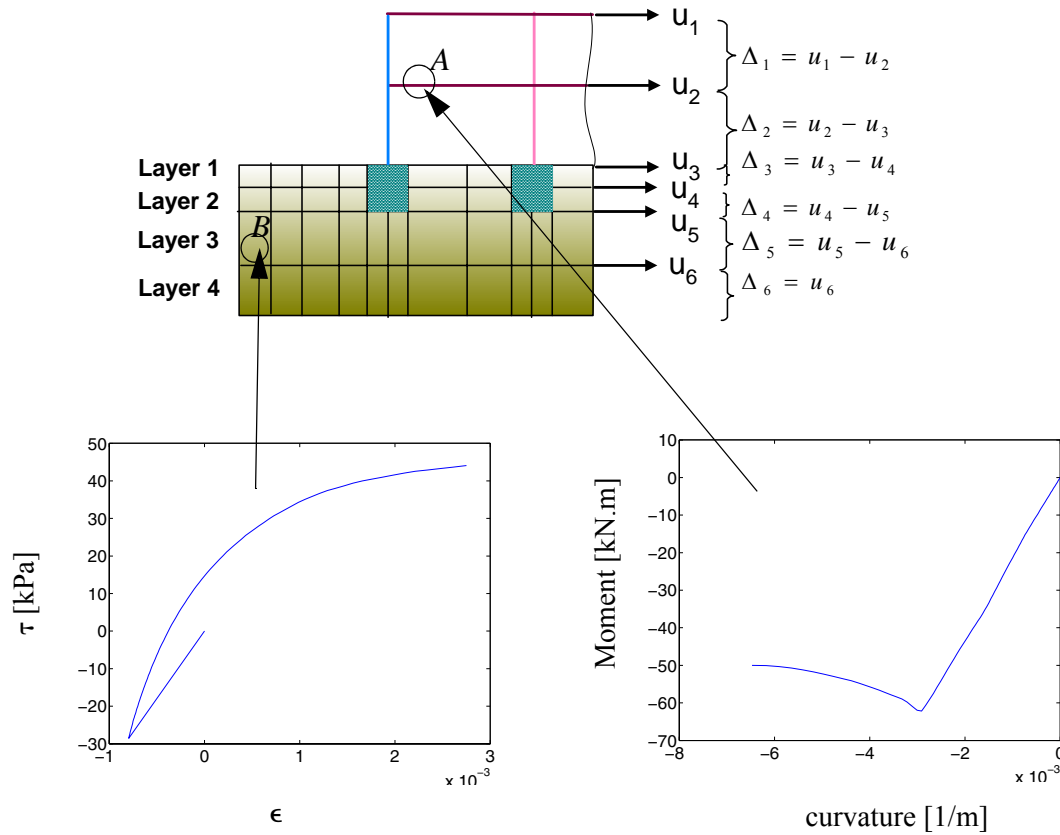 u₁
Δ₁ = u₁ − u₂
A
u₂
Δ₂ = u₂ − u₃
Layer 1
u₃
Δ₃ = u₃ − u₄
Layer 2
u₄
Δ₄ = u₄ − u₅
B
Layer 3
u₅
Δ₅ = u₅ − u₆
u₆
Layer 4
Δ₆ = u₆
50
40
30
20
10
0
−10
−20
−30
τ [kPa]
−1 0 1 2 3
x 10⁻³
ϵ
10
0
−10
−20
−30
−40
−50
−60
−70
Moment [kN.m]
−8 −6 −4 −2 0
x 10⁻³
curvature [1/m]